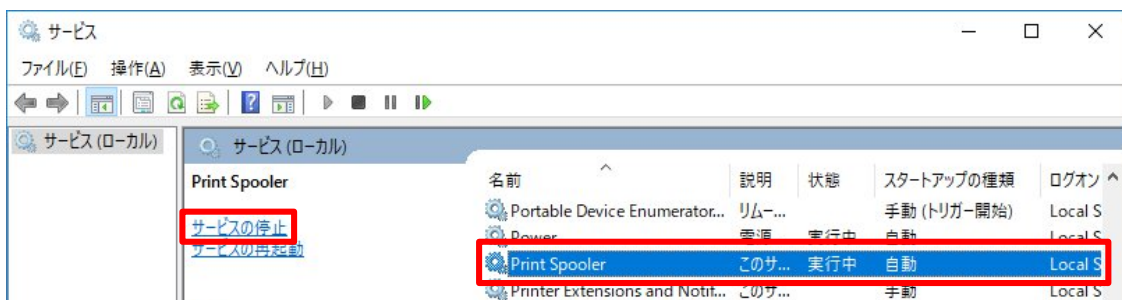 サービス
ファイル(F) 操作(A) 表示(V) ヘルプ(H)
サービス (ローカル)
サービス (ローカル)
Print Spooler
サービスの停止
サービスの再起動
名前 説明 状態 スタートアップの種類 ログオン
Portable Device Enumerator... リムー... 手動 (トリガー開始) Local S
Power 電源 実行中 自動 Local S
Print Spooler このサ... 実行中 自動 Local S
Printer Extensions and Notif... このサ... 手動 Local S